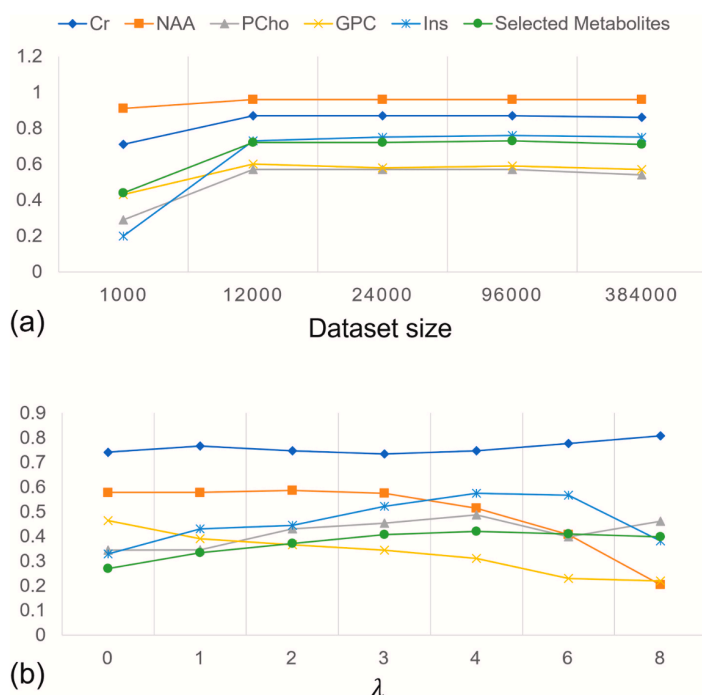 Cr NAA PCho GPC Ins Selected Metabolites
1.2
1
0.8
0.6
0.4
0.2
0
1000 12000 24000 96000 384000
(a)
Dataset size
0.9
0.8
0.7
0.6
0.5
0.4
0.3
0.2
0.1
0
0 1 2 3 4 6 8
(b)
λ